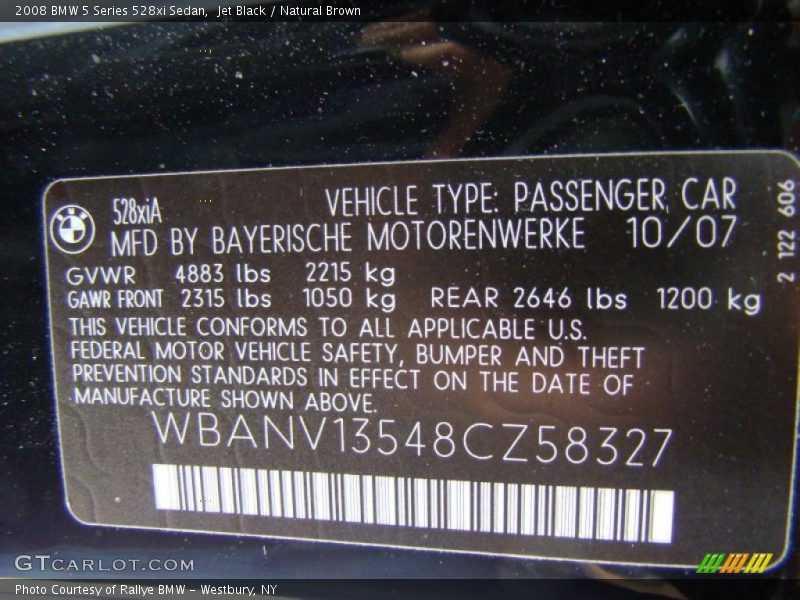 2008 BMW 5 Series 528xi Sedan,  Jet Black / Natural Brown
528xiA
VEHICLE TYPE: PASSENGER CAR
MFD BY BAYERISCHE MOTORENWERKE 10/07
GVWR 4883 lbs 2215 kg
GAWR FRONT 2315 lbs 1050 kg REAR 2646 lbs 1200 kg
THIS VEHICLE CONFORMS TO ALL APPLICABLE U.S.
FEDERAL MOTOR VEHICLE SAFETY, BUMPER AND THEFT
PREVENTION STANDARDS IN EFFECT ON THE DATE OF
MANUFACTURE SHOWN ABOVE.
WBANV13548CZ58327
2 122 606
GTCARLOT.COM
Photo Courtesy of Rallye BMW - Westbury, NY